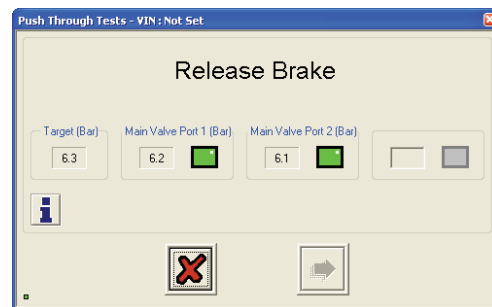 Push Through Tests - VIN : Not Set
Release Brake
Target (Bar) Main Valve Port 1 (Bar) Main Valve Port 2 (Bar)
6.3 6.2 6.1
i